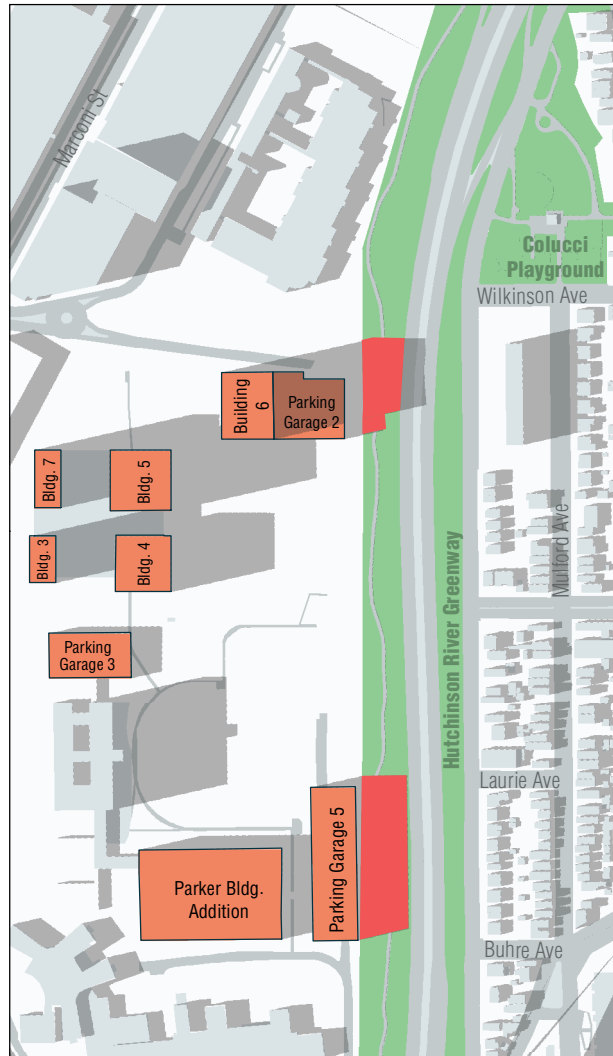 Marconi St
Colucci
Playground
Wilkinson Ave
Building
6
Parking
Garage 2
Bldg. 7
Bldg. 5
Bldg. 3
Bldg. 4
Mulford Ave
Parking
Garage 3
Hutchinson River Greenway
Laurie Ave
Parking Garage 5
Parker Bldg.
Addition
Buhre Ave